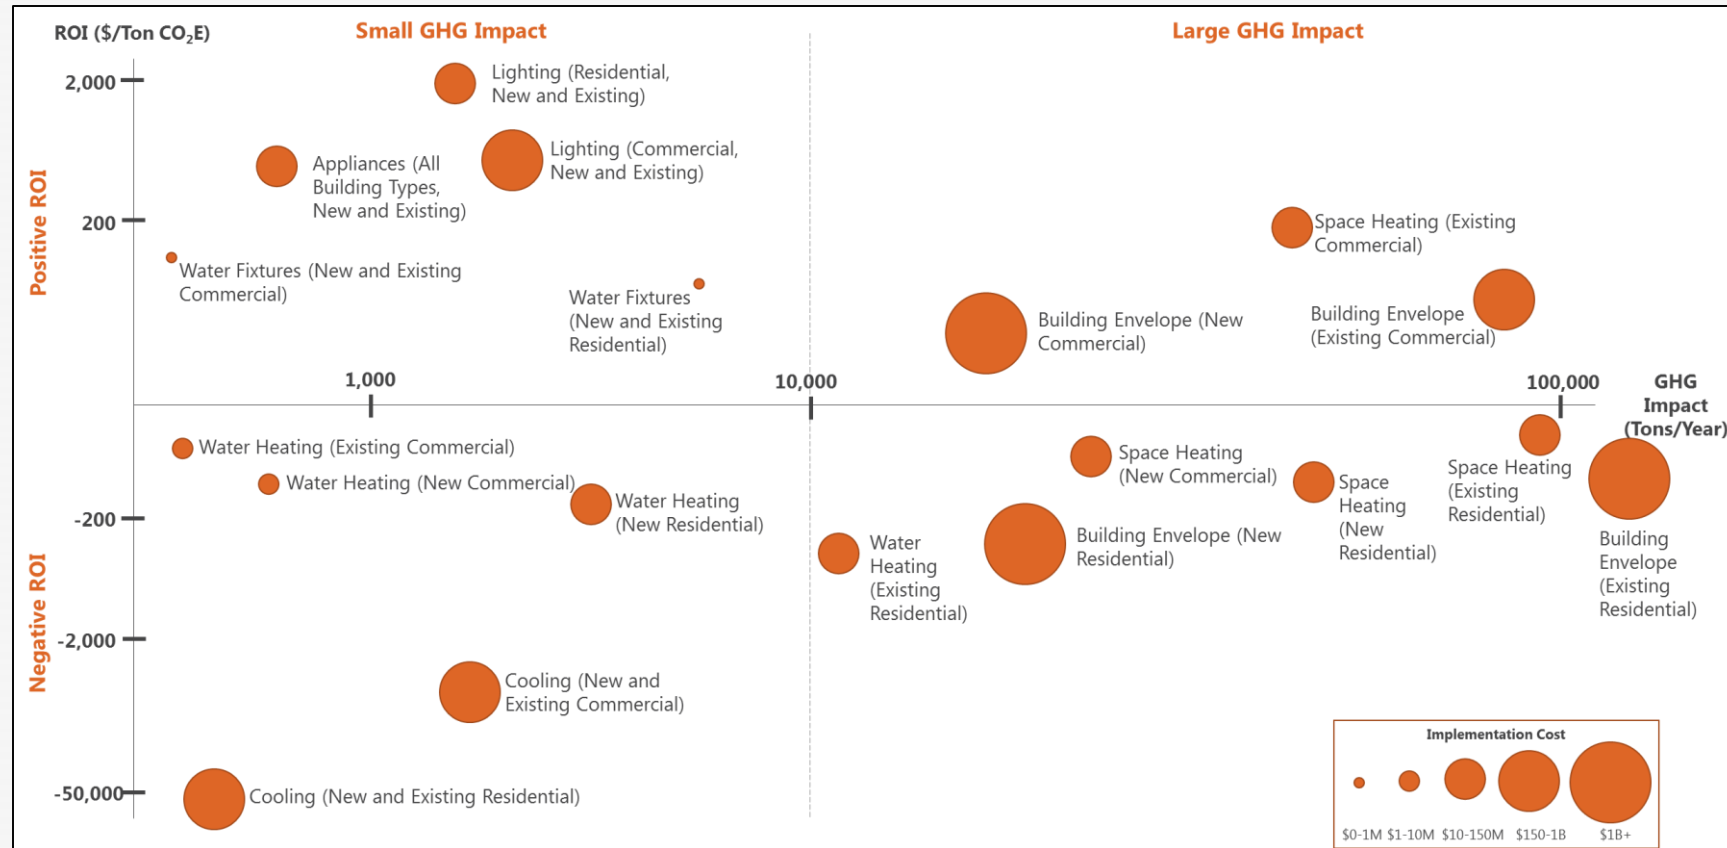 ROI ($/Ton CO₂E)
Small GHG Impact
Large GHG Impact
2,000
Lighting (Residential,
New and Existing)
Lighting (Commercial,
New and Existing)
Appliances (All
Building Types,
New and Existing)
Positive ROI
200
Space Heating (Existing
Commercial)
Water Fixtures (New and Existing
Commercial)
Water Fixtures
(New and Existing
Residential)
Building Envelope (New
Commercial)
Building Envelope
(Existing Commercial)
1,000
10,000
100,000
GHG
Impact
(Tons/Year)
Water Heating (Existing Commercial)
Water Heating (New Commercial)
Water Heating
(New Residential)
Space Heating
(New Commercial)
Space
Heating
(New
Residential)
Space Heating
(Existing
Residential)
Building
Envelope
(Existing
Residential)
-200
Water
Heating
(Existing
Residential)
Building Envelope (New
Residential)
Negative ROI
-2,000
Cooling (New and
Existing Commercial)
-50,000
Cooling (New and Existing Residential)
Implementation Cost
$0-1M $1-10M $10-150M $150-1B $1B+